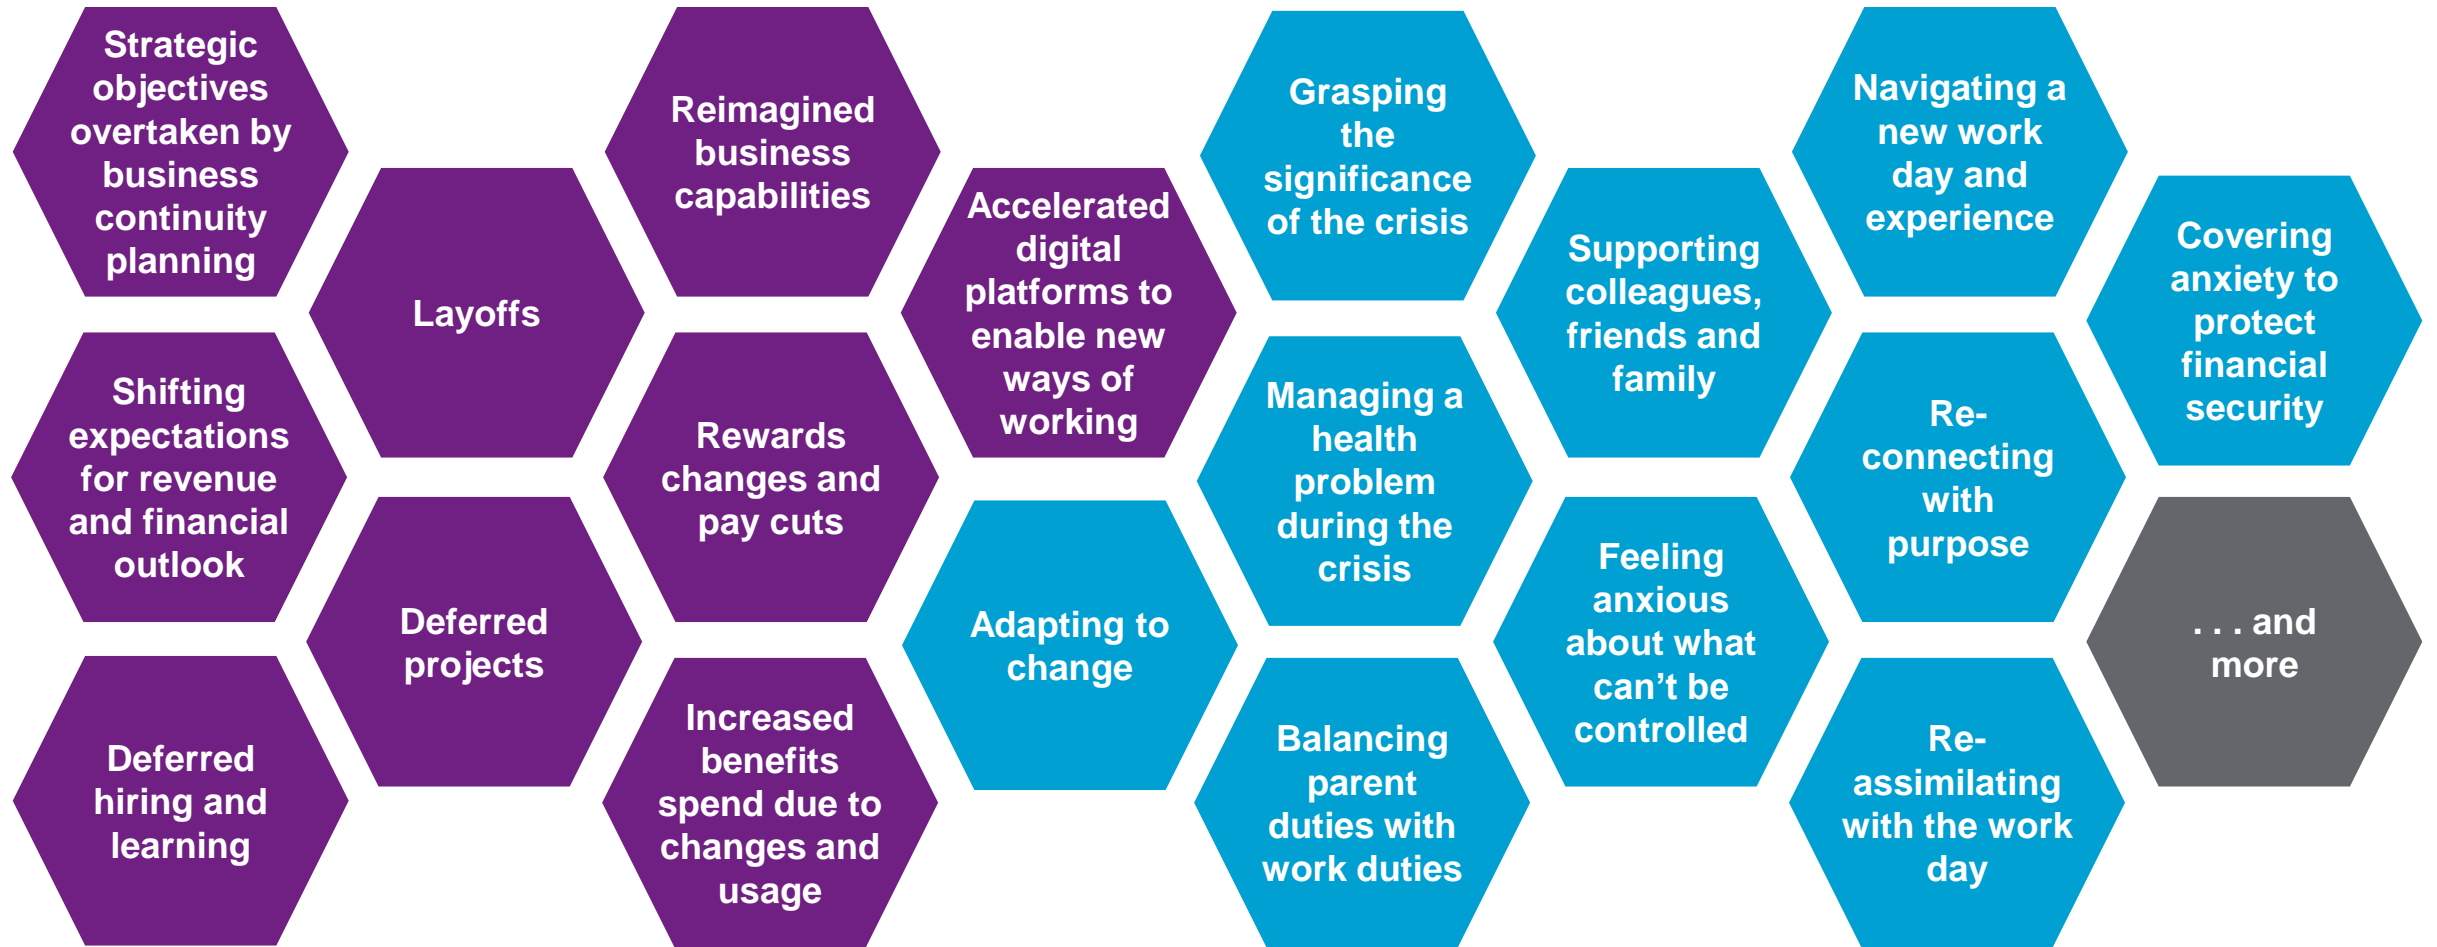 Strategic
objectives
overtaken by
business
continuity
planning
Shifting
expectations
for revenue
and financial
outlook
Deferred
hiring and
learning
Layoffs
Deferred
projects
Reimagined
business
capabilities
Rewards
changes and
pay cuts
Increased
benefits
spend due to
changes and
usage
Accelerated
digital
platforms to
enable new
ways of
working
Adapting to
change
Grasping
the
significance
of the crisis
Managing a
health
problem
during the
crisis
Balancing
parent
duties with
work duties
Supporting
colleagues,
friends and
family
Feeling
anxious
about what
can’t be
controlled
Navigating a
new work
day and
experience
Re-
connecting
with
purpose
Re-
assimilating
with the work
day
Covering
anxiety to
protect
financial
security
. . . and
more